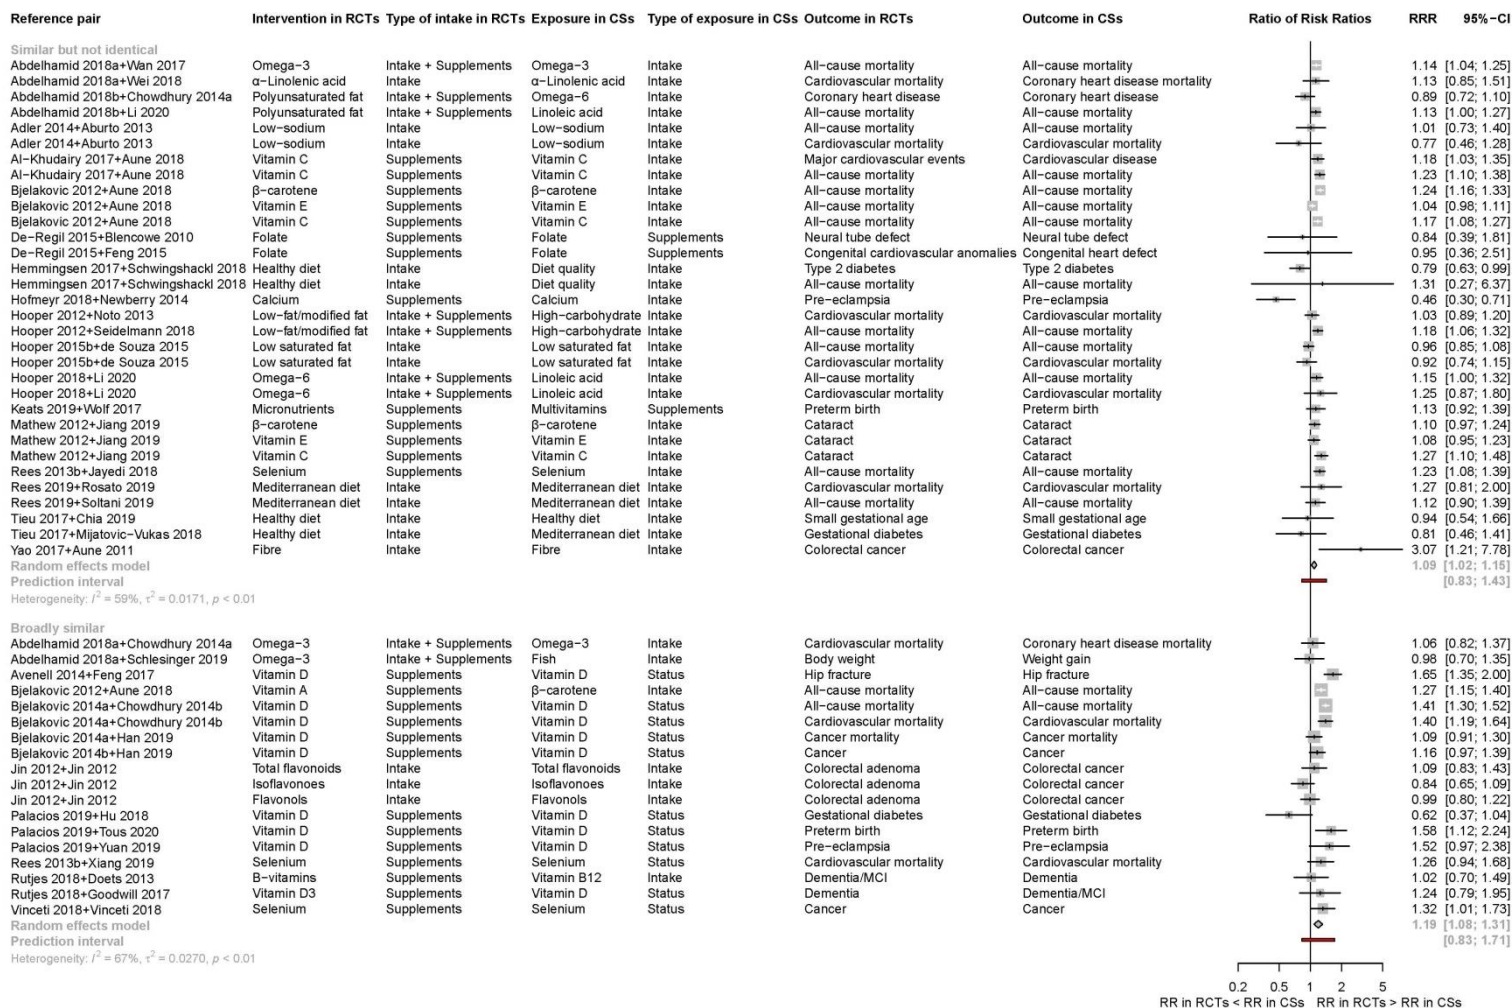 Reference pair Intervention in RCTs Type of intake in RCTs Exposure in CSs Type of exposure in CSs Outcome in RCTs Outcome in CSs Ratio of Risk Ratios RRR 95%−CI
Similar but not identical
Abdelhamid 2018a+Wan 2017 Omega−3 Intake + Supplements Omega−3 Intake All−cause mortality All−cause mortality 1.14 [1.04; 1.25]
Abdelhamid 2018a+Wei 2018 α−Linolenic acid Intake α−Linolenic acid Intake Cardiovascular mortality Coronary heart disease mortality 1.13 [0.85; 1.51]
Abdelhamid 2018b+Chowdhury 2014a Polyunsaturated fat Intake + Supplements Omega−6 Intake Coronary heart disease Coronary heart disease 0.89 [0.72; 1.10]
Abdelhamid 2018b+Li 2020 Polyunsaturated fat Intake + Supplements Linoleic acid Intake All−cause mortality All−cause mortality 1.13 [1.00; 1.27]
Adler 2014+Aburto 2013 Low−sodium Intake Low−sodium Intake All−cause mortality All−cause mortality 1.01 [0.73; 1.40]
Adler 2014+Aburto 2013 Low−sodium Intake Low−sodium Intake Cardiovascular mortality Cardiovascular mortality 0.77 [0.46; 1.28]
Al−Khudairy 2017+Aune 2018 Vitamin C Supplements Vitamin C Intake Major cardiovascular events Cardiovascular disease 1.18 [1.03; 1.35]
Al−Khudairy 2017+Aune 2018 Vitamin C Supplements Vitamin C Intake All−cause mortality All−cause mortality 1.23 [1.10; 1.38]
Bjelakovic 2012+Aune 2018 β−carotene Supplements β−carotene Intake All−cause mortality All−cause mortality 1.24 [1.16; 1.33]
Bjelakovic 2012+Aune 2018 Vitamin E Supplements Vitamin E Intake All−cause mortality All−cause mortality 1.04 [0.98; 1.11]
Bjelakovic 2012+Aune 2018 Vitamin C Supplements Vitamin C Intake All−cause mortality All−cause mortality 1.17 [1.08; 1.27]
De−Regil 2015+Blencowe 2010 Folate Supplements Folate Supplements Neural tube defect Neural tube defect 0.84 [0.39; 1.81]
De−Regil 2015+Feng 2015 Folate Supplements Folate Supplements Congenital cardiovascular anomalies Congenital heart defect 0.95 [0.36; 2.51]
Hemmingsen 2017+Schwingshackl 2018 Healthy diet Intake Diet quality Intake Type 2 diabetes Type 2 diabetes 0.79 [0.63; 0.99]
Hemmingsen 2017+Schwingshackl 2018 Healthy diet Intake Diet quality Intake All−cause mortality All−cause mortality 1.31 [0.27; 6.37]
Hofmeyr 2018+Newberry 2014 Calcium Supplements Calcium Intake Pre−eclampsia Pre−eclampsia 0.46 [0.30; 0.71]
Hooper 2012+Noto 2013 Low−fat/modified fat Intake + Supplements High−carbohydrate Intake Cardiovascular mortality Cardiovascular mortality 1.03 [0.89; 1.20]
Hooper 2012+Seidelmann 2018 Low−fat/modified fat Intake + Supplements High−carbohydrate Intake All−cause mortality All−cause mortality 1.18 [1.06; 1.32]
Hooper 2015b+de Souza 2015 Low saturated fat Intake Low saturated fat Intake All−cause mortality All−cause mortality 0.96 [0.85; 1.08]
Hooper 2015b+de Souza 2015 Low saturated fat Intake Low saturated fat Intake Cardiovascular mortality Cardiovascular mortality 0.92 [0.74; 1.15]
Hooper 2018+Li 2020 Omega−6 Intake + Supplements Linoleic acid Intake All−cause mortality All−cause mortality 1.15 [1.00; 1.32]
Hooper 2018+Li 2020 Omega−6 Intake + Supplements Linoleic acid Intake Cardiovascular mortality Cardiovascular mortality 1.25 [0.87; 1.80]
Keats 2019+Wolf 2017 Micronutrients Supplements Multivitamins Supplements Preterm birth Preterm birth 1.13 [0.92; 1.39]
Mathew 2012+Jiang 2019 β−carotene Supplements β−carotene Intake Cataract Cataract 1.10 [0.97; 1.24]
Mathew 2012+Jiang 2019 Vitamin E Supplements Vitamin E Intake Cataract Cataract 1.08 [0.95; 1.23]
Mathew 2012+Jiang 2019 Vitamin C Supplements Vitamin C Intake Cataract Cataract 1.27 [1.10; 1.48]
Rees 2013b+Jayedi 2018 Selenium Supplements Selenium Intake All−cause mortality All−cause mortality 1.23 [1.08; 1.39]
Rees 2019+Rosato 2019 Mediterranean diet Intake Mediterranean diet Intake Cardiovascular mortality Cardiovascular mortality 1.27 [0.81; 2.00]
Rees 2019+Soltani 2019 Mediterranean diet Intake Mediterranean diet Intake All−cause mortality All−cause mortality 1.12 [0.90; 1.39]
Tieu 2017+Chia 2019 Healthy diet Intake Healthy diet Intake Small gestational age Small gestational age 0.94 [0.54; 1.66]
Tieu 2017+Mijatovic−Vukas 2018 Healthy diet Intake Mediterranean diet Intake Gestational diabetes Gestational diabetes 0.81 [0.46; 1.41]
Yao 2017+Aune 2011 Fibre Intake Fibre Intake Colorectal cancer Colorectal cancer 3.07 [1.21; 7.78]
Random effects model 1.09 [1.02; 1.15]
Prediction interval [0.83; 1.43]
Heterogeneity: I² = 59%, τ² = 0.0171, p < 0.01
Broadly similar
Abdelhamid 2018a+Chowdhury 2014a Omega−3 Intake + Supplements Omega−3 Intake Cardiovascular mortality Coronary heart disease mortality 1.06 [0.82; 1.37]
Abdelhamid 2018a+Schlesinger 2019 Omega−3 Intake + Supplements Fish Intake Body weight Weight gain 0.98 [0.70; 1.35]
Avenell 2014+Feng 2017 Vitamin D Supplements Vitamin D Status Hip fracture Hip fracture 1.65 [1.35; 2.00]
Bjelakovic 2012+Aune 2018 Vitamin A Supplements β−carotene Intake All−cause mortality All−cause mortality 1.27 [1.15; 1.40]
Bjelakovic 2014a+Chowdhury 2014b Vitamin D Supplements Vitamin D Status All−cause mortality All−cause mortality 1.41 [1.30; 1.52]
Bjelakovic 2014a+Chowdhury 2014b Vitamin D Supplements Vitamin D Status Cardiovascular mortality Cardiovascular mortality 1.40 [1.19; 1.64]
Bjelakovic 2014a+Han 2019 Vitamin D Supplements Vitamin D Status Cancer mortality Cancer mortality 1.09 [0.91; 1.30]
Bjelakovic 2014b+Han 2019 Vitamin D Supplements Vitamin D Status Cancer Cancer 1.16 [0.97; 1.39]
Jin 2012+Jin 2012 Total flavonoids Intake Total flavonoids Intake Colorectal adenoma Colorectal cancer 1.09 [0.83; 1.43]
Jin 2012+Jin 2012 Isoflavonoes Intake Isoflavonoes Intake Colorectal adenoma Colorectal cancer 0.84 [0.65; 1.09]
Jin 2012+Jin 2012 Flavonols Intake Flavonols Intake Colorectal adenoma Colorectal cancer 0.99 [0.80; 1.22]
Palacios 2019+Hu 2018 Vitamin D Supplements Vitamin D Status Gestational diabetes Gestational diabetes 0.62 [0.37; 1.04]
Palacios 2019+Tous 2020 Vitamin D Supplements Vitamin D Status Preterm birth Preterm birth 1.58 [1.12; 2.24]
Palacios 2019+Yuan 2019 Vitamin D Supplements Vitamin D Status Pre−eclampsia Pre−eclampsia 1.52 [0.97; 2.38]
Rees 2013b+Xiang 2019 Selenium Supplements Selenium Status Cardiovascular mortality Cardiovascular mortality 1.26 [0.94; 1.68]
Rutjes 2018+Doets 2013 B−vitamins Supplements Vitamin B12 Intake Dementia/MCI Dementia 1.02 [0.70; 1.49]
Rutjes 2018+Goodwill 2017 Vitamin D3 Supplements Vitamin D Status Dementia Dementia/MCI 1.24 [0.79; 1.95]
Vinceti 2018+Vinceti 2018 Selenium Supplements Selenium Status Cancer Cancer 1.32 [1.01; 1.73]
Random effects model 1.19 [1.08; 1.31]
Prediction interval [0.83; 1.71]
Heterogeneity: I² = 67%, τ² = 0.0270, p < 0.01
0.2 0.5 1 2 5
RR in RCTs < RR in CSs RR in RCTs > RR in CSs